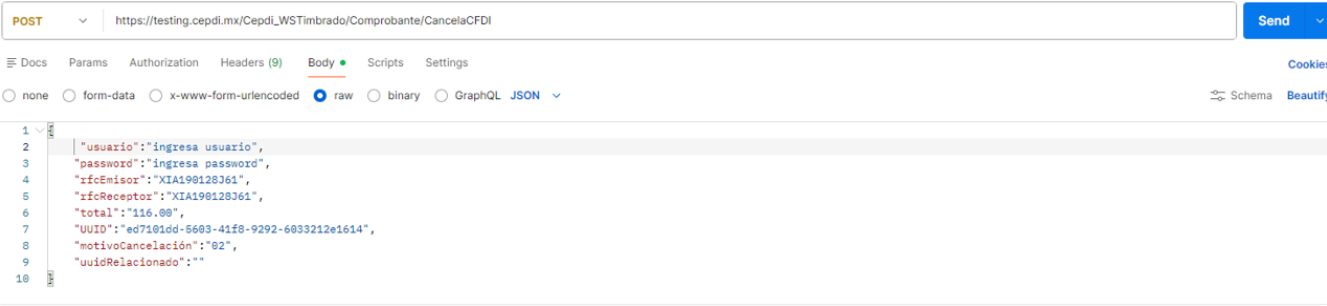 POST https://testing.cepdi.mx/Cepdi_WSTimbrado/Comprobante/CancelaCFDI Send
Docs Params Authorization Headers (9) Body Scripts Settings Cookies
none form-data x-www-form-urlencoded raw binary GraphQL JSON Schema Beautify
1 {
2 "usuario":"ingresa usuario",
3 "password":"ingresa password",
4 "rfcEmisor":"XIA190128J61",
5 "rfcReceptor":"XIA190128J61",
6 "total":"116.00",
7 "UUID":"ed7101dd-5603-41f8-9292-6033212e1614",
8 "motivoCancelación":"02",
9 "uuidRelacionado":""
10 }